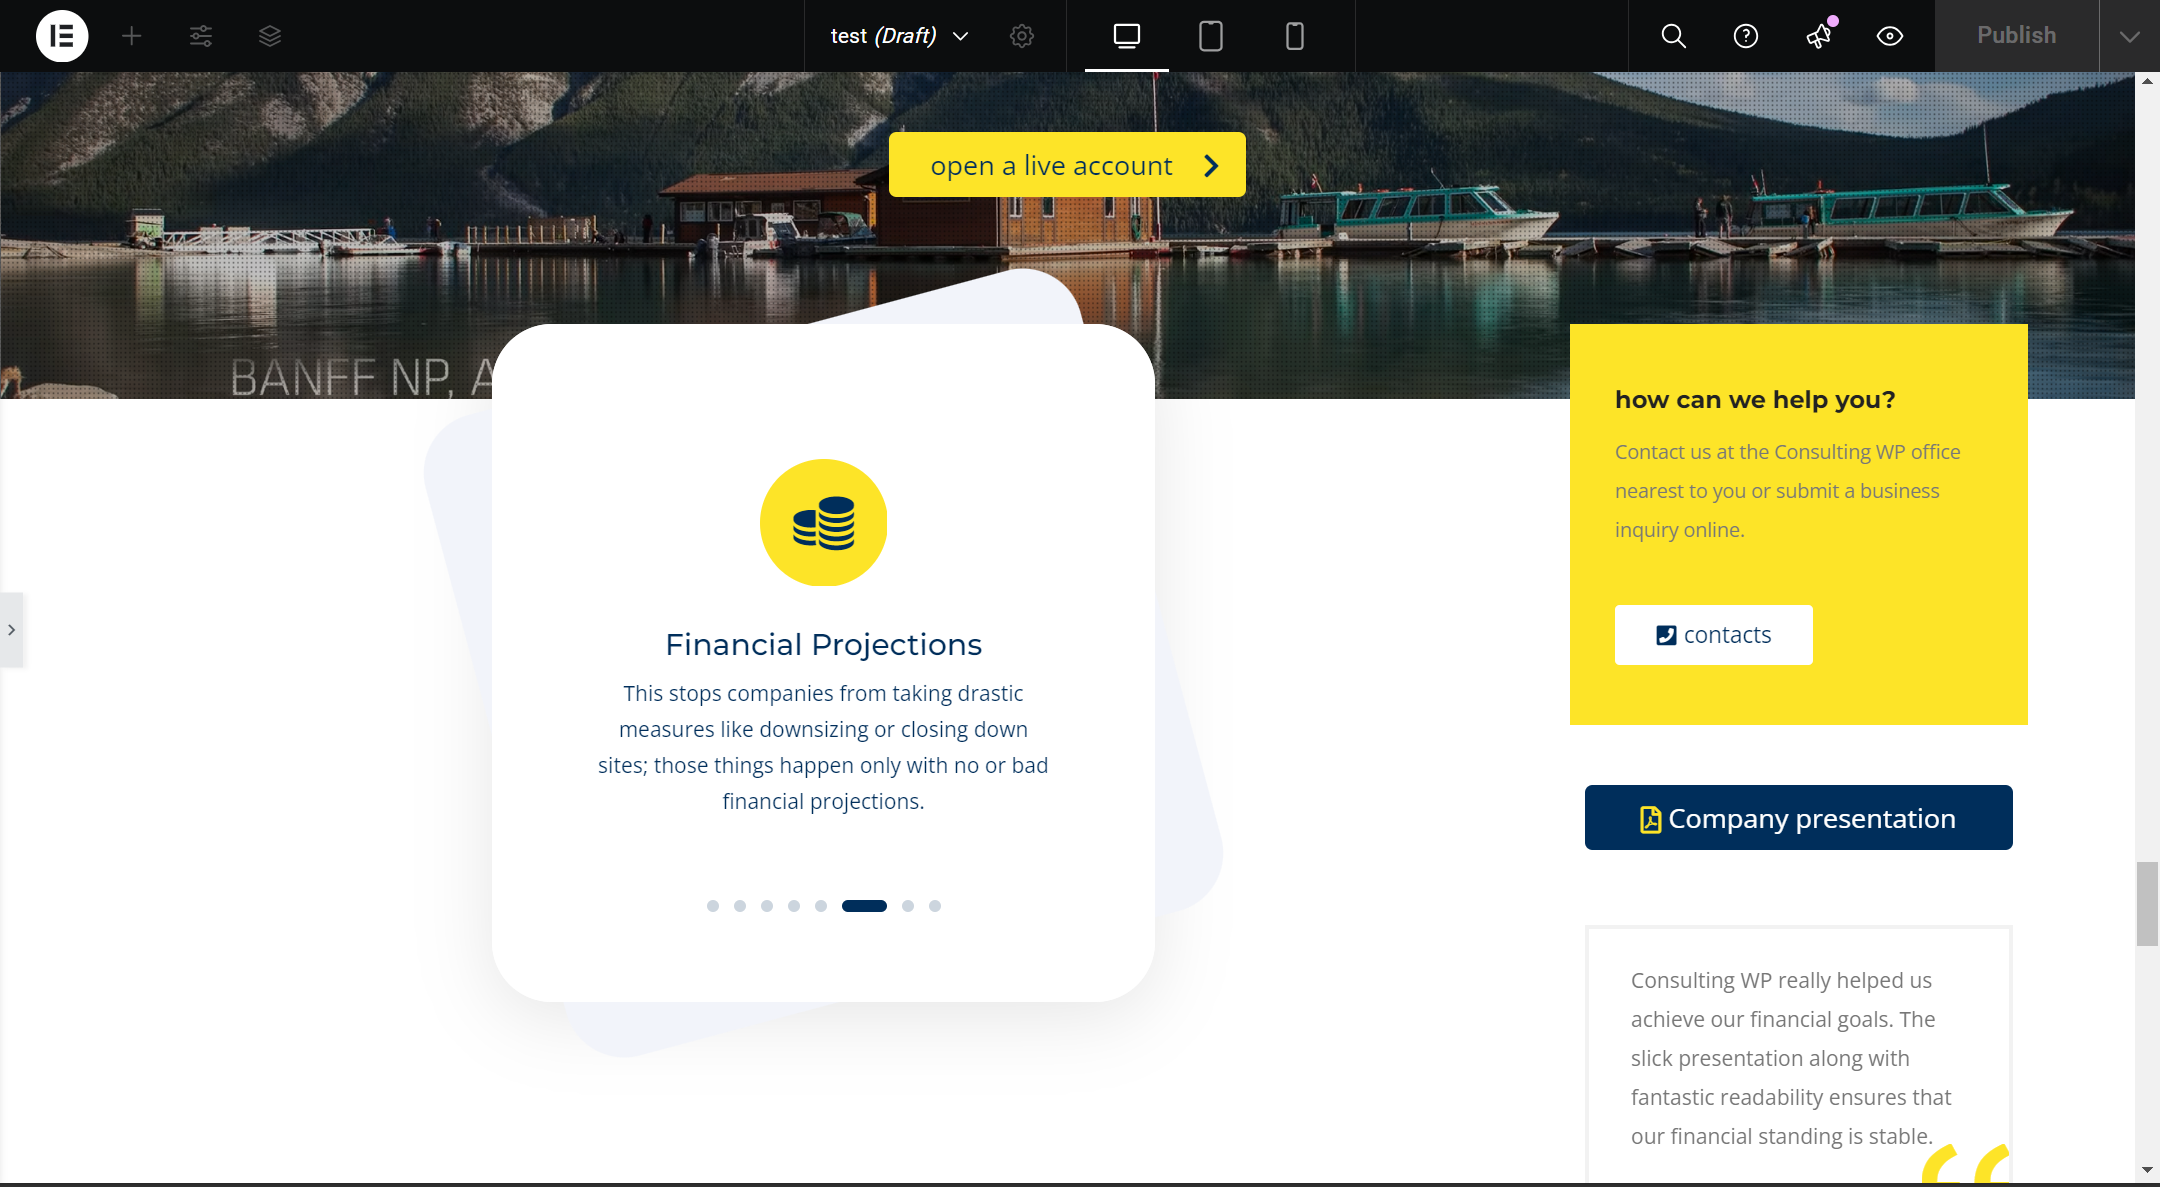 test (Draft)
Publish
open a live account
BANFF NP, A
how can we help you?
Contact us at the Consulting WP office
nearest to you or submit a business
inquiry online.
contacts
Financial Projections
This stops companies from taking drastic
measures like downsizing or closing down
sites; those things happen only with no or bad
financial projections.
Company presentation
Consulting WP really helped us
achieve our financial goals. The
slick presentation along with
fantastic readability ensures that
our financial standing is stable.